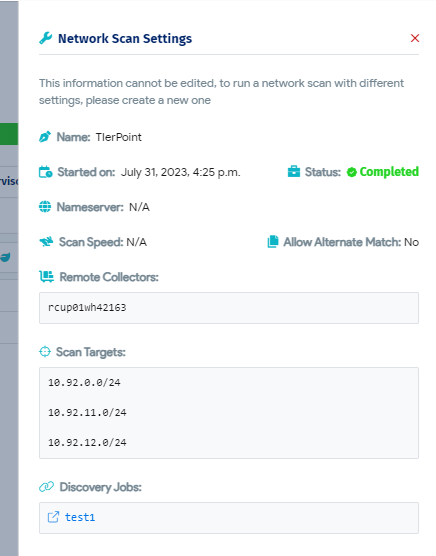 Network Scan Settings
This information cannot be edited, to run a network scan with different
settings, please create a new one
Name: TIerPoint
Started on: July 31, 2023, 4:25 p.m. Status: Completed
Nameserver: N/A
Scan Speed: N/A Allow Alternate Match: No
Remote Collectors:
rcup01wh42163
Scan Targets:
10.92.0.0/24
10.92.11.0/24
10.92.12.0/24
Discovery Jobs:
test1